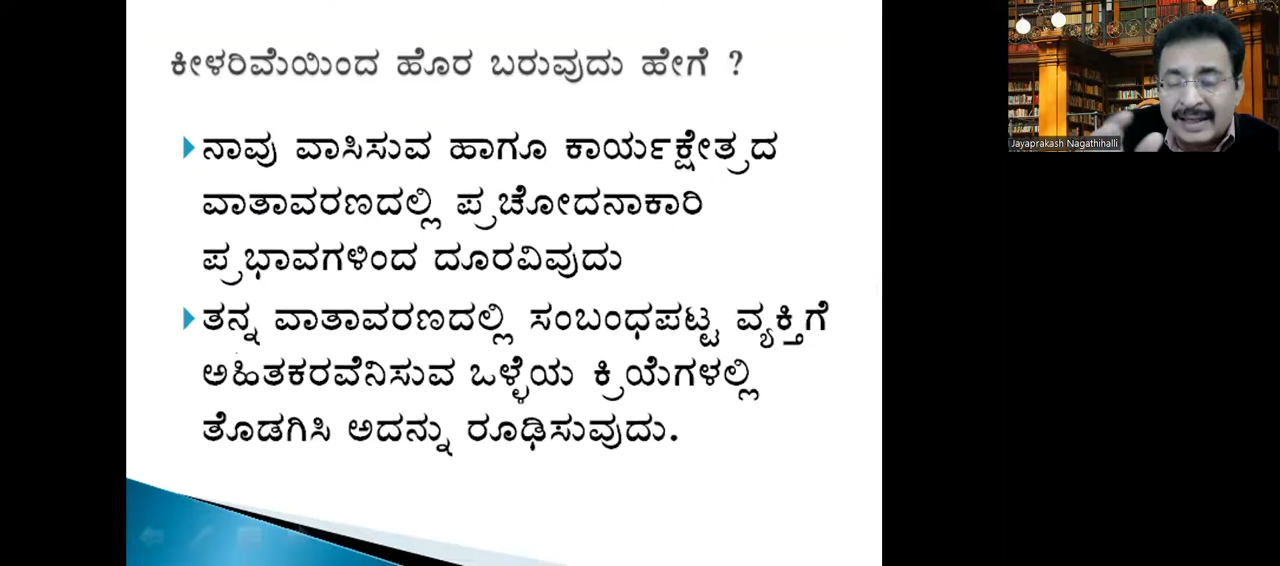 ಕೀಳರಿಮೆಯಿಂದ ಹೊರ ಬರುವುದು ಹೇಗೆ ?
ನಾವು ವಾಸಿಸುವ ಹಾಗೂ ಕಾರ್ಯಕ್ಷೇತ್ರದ
ವಾತಾವರಣದಲ್ಲಿ ಪ್ರಚೋದನಾಕಾರಿ
ಪ್ರಭಾವಗಳಿಂದ ದೂರವಿವುದು
ತನ್ನ ವಾತಾವರಣದಲ್ಲಿ ಸಂಬಂಧಪಟ್ಟ ವ್ಯಕ್ತಿಗೆ
ಅಹಿತಕರವೆನಿಸುವ ಒಳ್ಳೆಯ ಕ್ರಿಯೆಗಳಲ್ಲಿ
ತೊಡಗಿಸಿ ಅದನ್ನು ರೂಢಿಸುವುದು.
Jayaprakash Nagathihalli